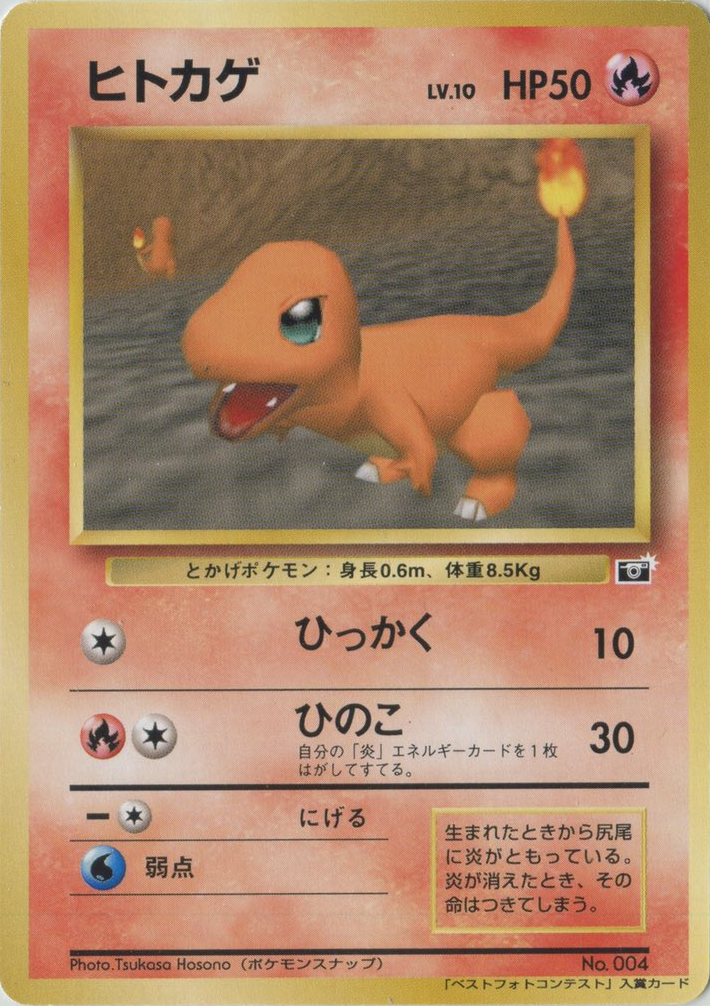 ヒトカゲ LV.10 HP50
とかげポケモン：身長0.6m、体重8.5Kg
ひっかく 10
ひのこ 30
自分の「炎」エネルギーカードを1枚
はがしてすてる。
にげる
弱点
生まれたときから尻尾
に炎がともっている。
炎が消えたとき、その
命はつきてしまう。
Photo.Tsukasa Hosono（ポケモンスナップ） No. 004
「ベストフォトコンテスト」入賞カード